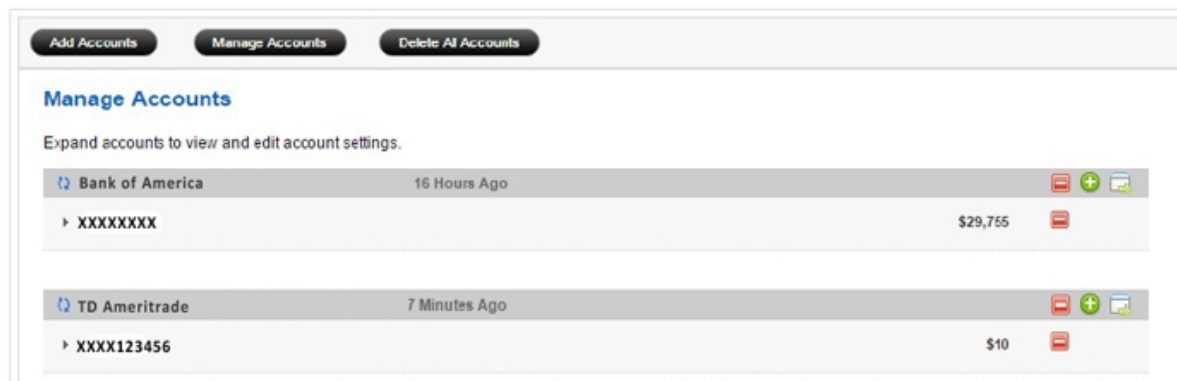 Add Accounts Manage Accounts Delete All Accounts
Manage Accounts
Expand accounts to view and edit account settings.
Bank of America 16 Hours Ago
XXXXXXXX $29,755
TD Ameritrade 7 Minutes Ago
XXXX123456 $10